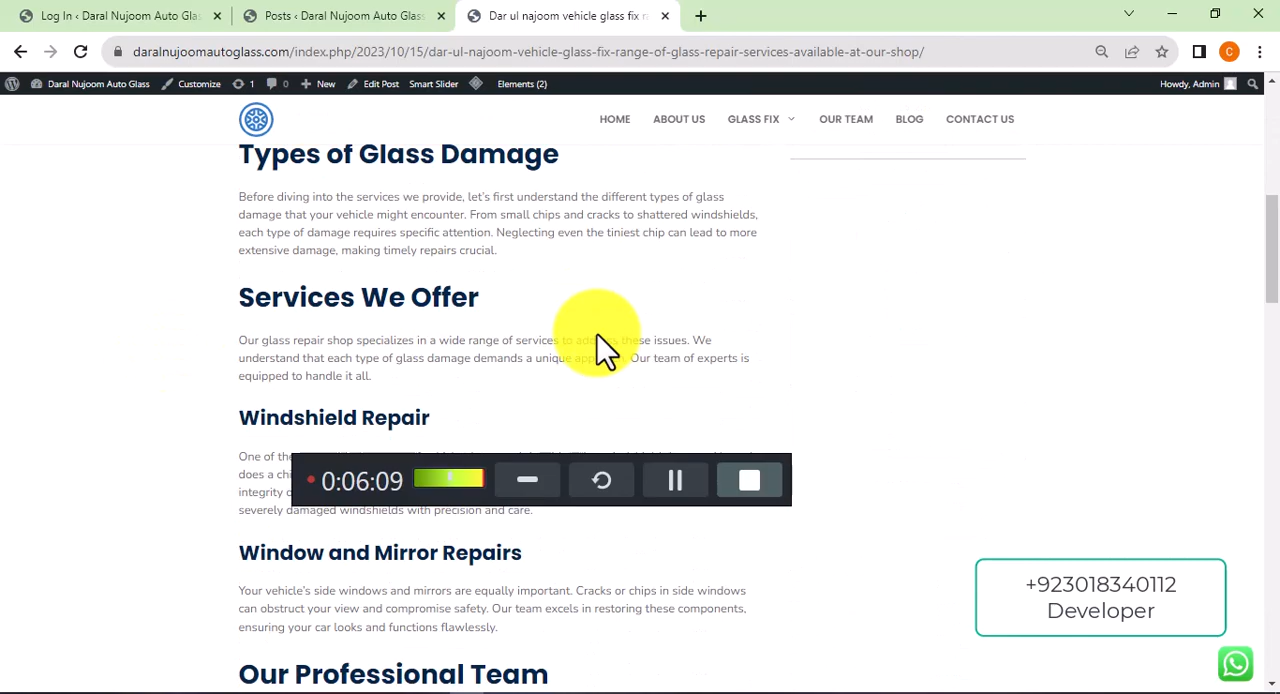 Log In ‹ Daral Nujoom Auto Gla
Posts ‹ Daral Nujoom Auto Glass
Dar ul najoom vehicle glass fix ra
daralnujoomautoglass.com/index.php/2023/10/15/dar-ul-najoom-vehicle-glass-fix-range-of-glass-repair-services-available-at-our-shop/
C
Daral Nujoom Auto Glass
Customize
1
0
New
Edit Post
Smart Slider
Elements (2)
Howdy, Admin
HOME
ABOUT US
GLASS FIX
OUR TEAM
BLOG
CONTACT US
Types of Glass Damage
Before diving into the services we provide, let's first understand the different types of glass
damage that your vehicle might encounter. From small chips and cracks to shattered windshields,
each type of damage requires specific attention. Neglecting even the tiniest chip can lead to more
extensive damage, making timely repairs crucial.
Services We Offer
Our glass repair shop specializes in a wide range of services to these issues. We
understand that each type of glass damage demands a unique Our team of experts is
equipped to handle it all.
Windshield Repair
One of the
does a
integrity
severely damaged windshields with precision and care.
0:06:09
Window and Mirror Repairs
Your vehicle's side windows and mirrors are equally important. Cracks or chips in side windows
can obstruct your view and compromise safety. Our team excels in restoring these components,
ensuring your car looks and functions flawlessly.
Our Professional Team
+923018340112
Developer